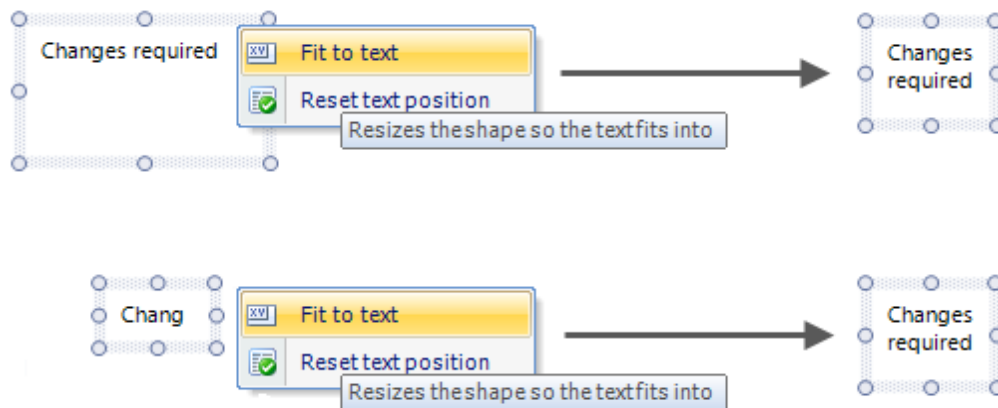 Changes required
Fit to text
Reset text position
Resizes the shape so the text fits into
Changes
required
Chang
Fit to text
Reset text position
Resizes the shape so the text fits into
Changes
required